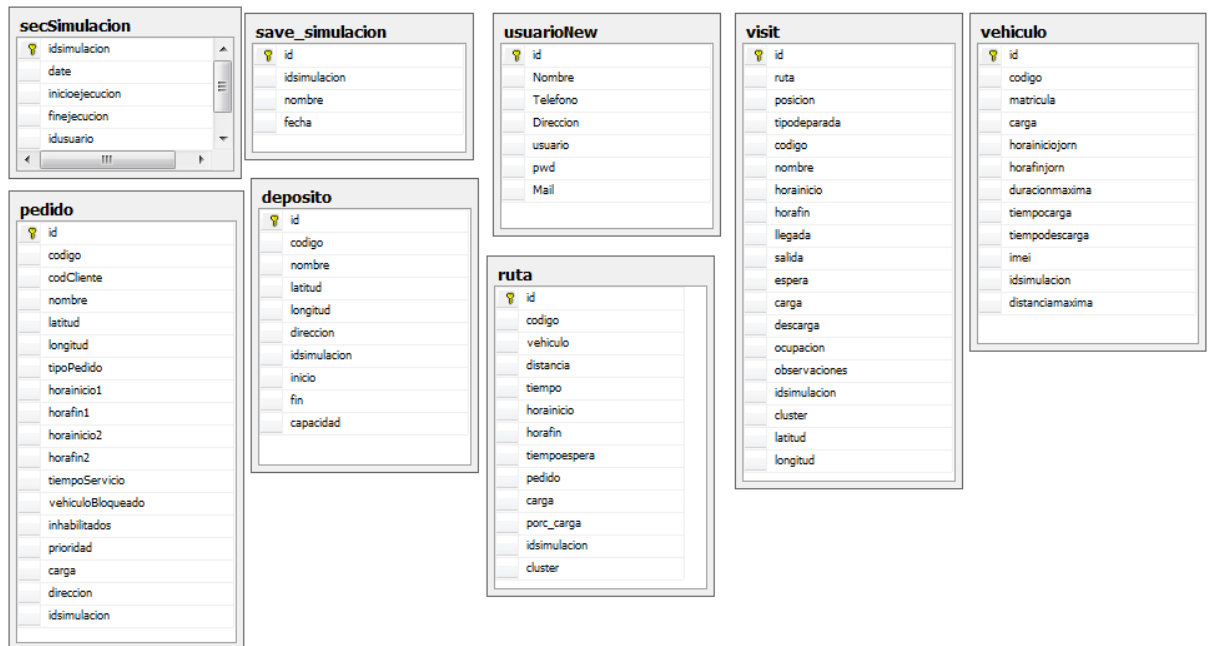 secSimulacion
idsimulacion
date
inicioejecucion
finejecucion
idusuario
save_simulacion
id
idsimulacion
nombre
fecha
usuarioNew
id
Nombre
Telefono
Direccion
usuario
pwd
Mail
visit
id
ruta
posicion
tipodeparada
codigo
nombre
horainicio
horafin
llegada
salida
espera
carga
descarga
ocupacion
observaciones
idsimulacion
cluster
latitud
longitud
vehiculo
id
codigo
matricula
carga
horainiciojorn
horafinjorn
duracionmaxima
tiempocarga
tiempodescarga
imei
idsimulacion
distanciamaxima
pedido
id
codigo
codCliente
nombre
latitud
longitud
tipoPedido
horainicio1
horafin1
horainicio2
horafin2
tiempoServicio
vehiculoBloqueado
inhabilitados
prioridad
carga
direccion
idsimulacion
deposito
id
codigo
nombre
latitud
longitud
direccion
idsimulacion
inicio
fin
capacidad
ruta
id
codigo
vehiculo
distancia
tiempo
horainicio
horafin
tiempoespera
pedido
carga
porc_carga
idsimulacion
cluster